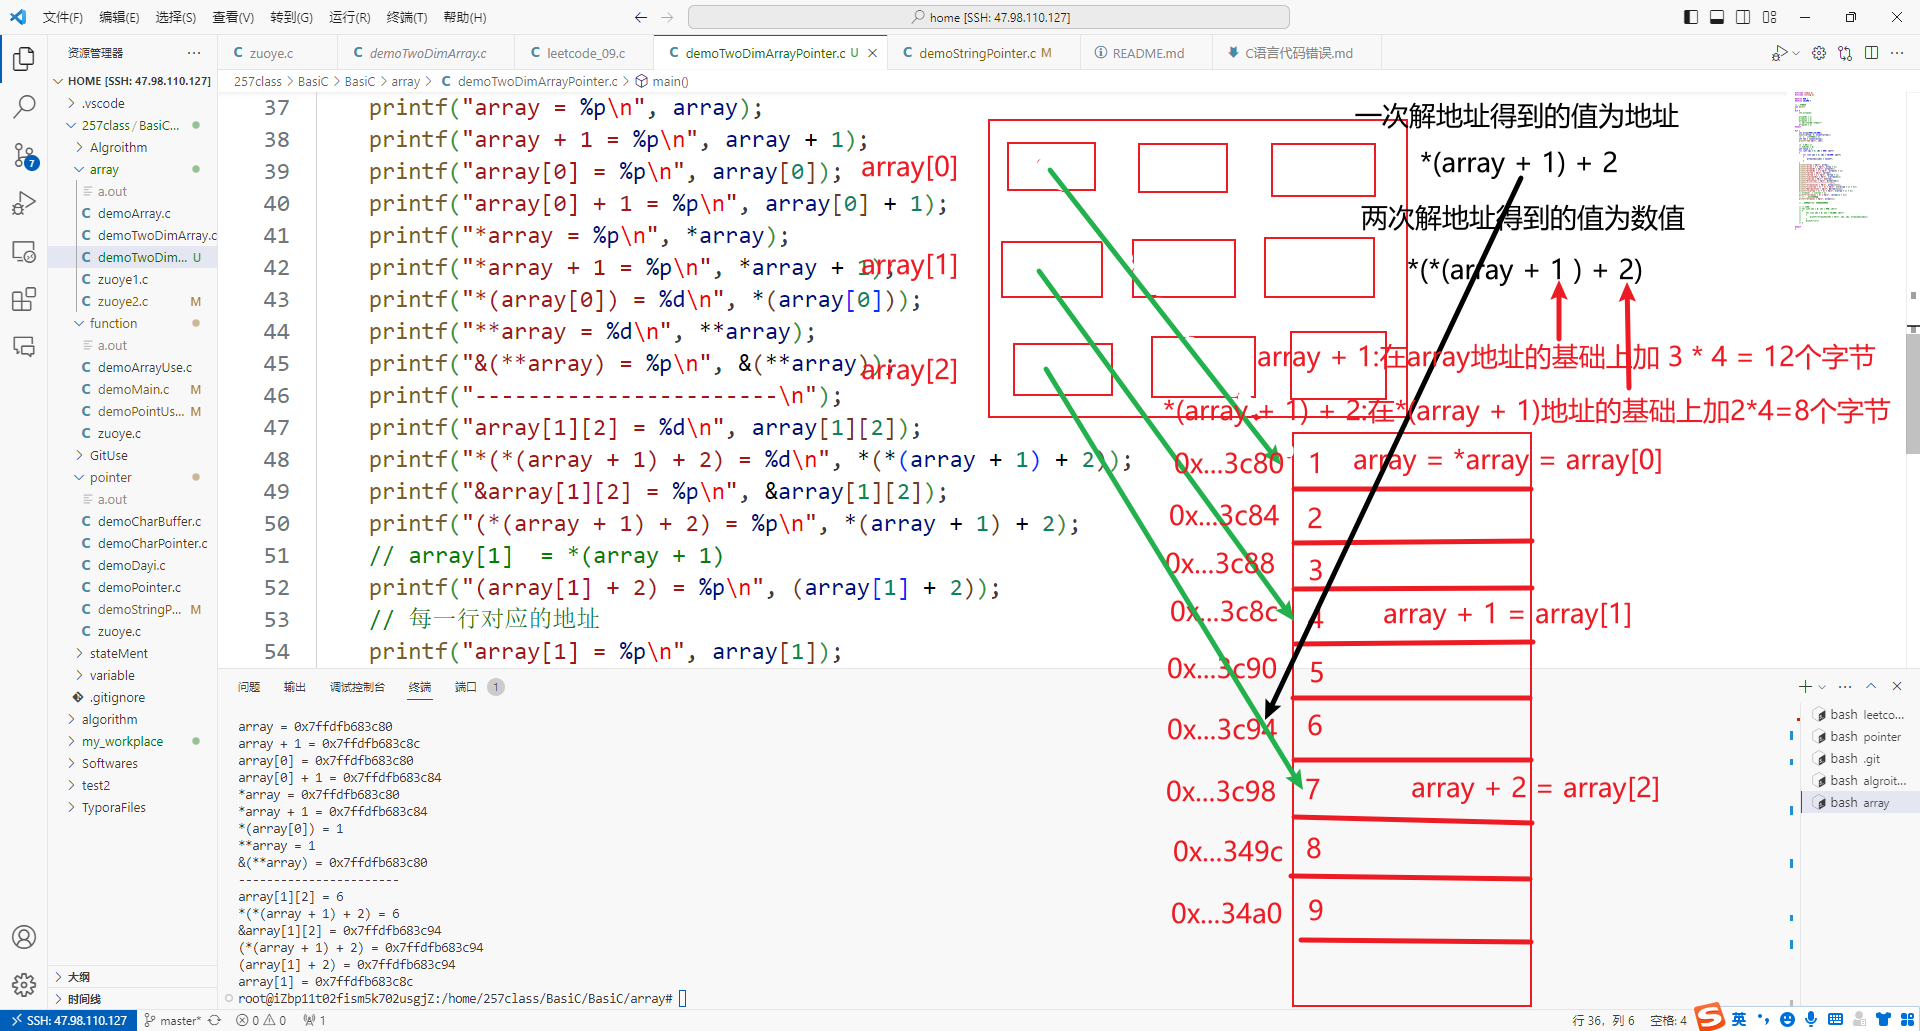 文件(F) 编辑(E) 选择(S) 查看(V) 转到(G) 运行(R) 终端(T) 帮助(H)
home [SSH: 47.98.110.127]
资源管理器
zuoye.c
demoTwoDimArray.c
leetcode_09.c
demoTwoDimArrayPointer.c U
demoStringPointer.c M
README.md
C语言代码错误.md
257class > BasiC > BasiC > array > C demoTwoDimArrayPointer.c > main()
HOME [SSH: 47.98.110.127]
.vscode
257class / BasiC...
Algroithm
array
a.out
demoArray.c
demoTwoDimArray.c
demoTwoDim... U
zuoye1.c
zuoye2.c M
function
a.out
demoArrayUse.c
demoMain.c M
demoPointUs... M
zuoye.c
GitUse
pointer
a.out
demoCharBuffer.c
demoCharPointer.c
demoDayi.c
demoPointer.c
demoStringP... M
zuoye.c
stateMent
variable
.gitignore
algorithm
my_workplace
Softwares
test2
TyporaFiles
大纲
时间线
7
37 printf("array = %p\n", array);
38 printf("array + 1 = %p\n", array + 1);
39 printf("array[0] = %p\n", array[0]);
40 printf("array[0] + 1 = %p\n", array[0] + 1);
41 printf("*array = %p\n", *array);
42 printf("*array + 1 = %p\n", *array + 1);
43 printf("*(array[0]) = %d\n", *(array[0]));
44 printf("**array = %d\n", **array);
45 printf("&(**array) = %p\n", &(**array));
46 printf("-----------------------\n");
47 printf("array[1][2] = %d\n", array[1][2]);
48 printf("*(*(array + 1) + 2) = %d\n", *(*(array + 1) + 2));
49 printf("&array[1][2] = %p\n", &array[1][2]);
50 printf("(*(array + 1) + 2) = %p\n", *(array + 1) + 2);
51 // array[1]  = *(array + 1)
52 printf("(array[1] + 2) = %p\n", (array[1] + 2));
53 // 每一行对应的地址
54 printf("array[1] = %p\n", array[1]);
array[0]
array[1]
array[2]
一次解地址得到的值为地址
*(array + 1) + 2
两次解地址得到的值为数值
*(*(array + 1 ) + 2)
array + 1:在array地址的基础上加 3 * 4 = 12个字节
*(array + 1) + 2:在*(array + 1)地址的基础上加2*4=8个字节
0x...3c80 1 array = *array = array[0]
0x...3c84 2
0x...3c88 3
0x...3c8c 4 array + 1 = array[1]
0x...3c90 5
0x...3c94 6
0x...3c98 7 array + 2 = array[2]
0x...349c 8
0x...34a0 9
问题 输出 调试控制台 终端 端口 1
array = 0x7ffdfb683c80
array + 1 = 0x7ffdfb683c8c
array[0] = 0x7ffdfb683c80
array[0] + 1 = 0x7ffdfb683c84
*array = 0x7ffdfb683c80
*array + 1 = 0x7ffdfb683c84
*(array[0]) = 1
**array = 1
&(**array) = 0x7ffdfb683c80
-----------------------
array[1][2] = 6
*(*(array + 1) + 2) = 6
&array[1][2] = 0x7ffdfb683c94
(*(array + 1) + 2) = 0x7ffdfb683c94
(array[1] + 2) = 0x7ffdfb683c94
array[1] = 0x7ffdfb683c8c
root@iZbp11t02fism5k702usgjZ:/home/257class/BasiC/BasiC/array#
bash leetco...
bash pointer
bash .git
bash algroit...
bash array
SSH: 47.98.110.127 master* 0 0 1
行 36，列 6 空格: 4
S 英